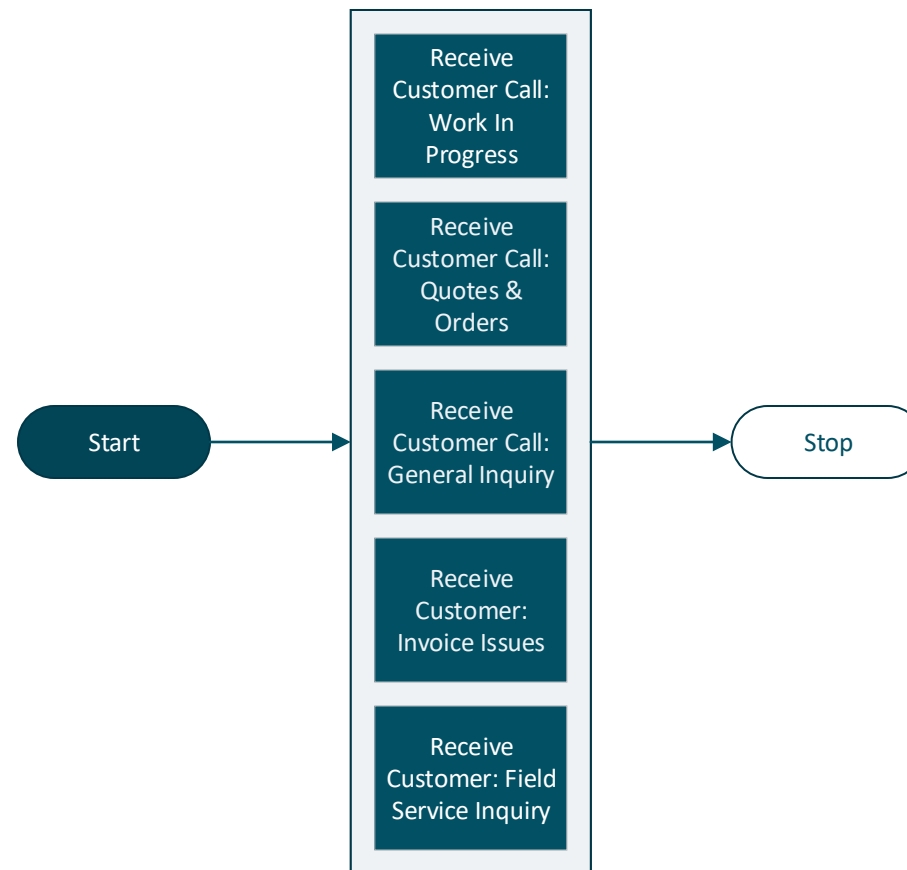 Receive
Customer Call:
Work In
Progress
Receive
Customer Call:
Quotes &
Orders
Start
Receive
Customer Call:
General Inquiry
Stop
Receive
Customer:
Invoice Issues
Receive
Customer: Field
Service Inquiry